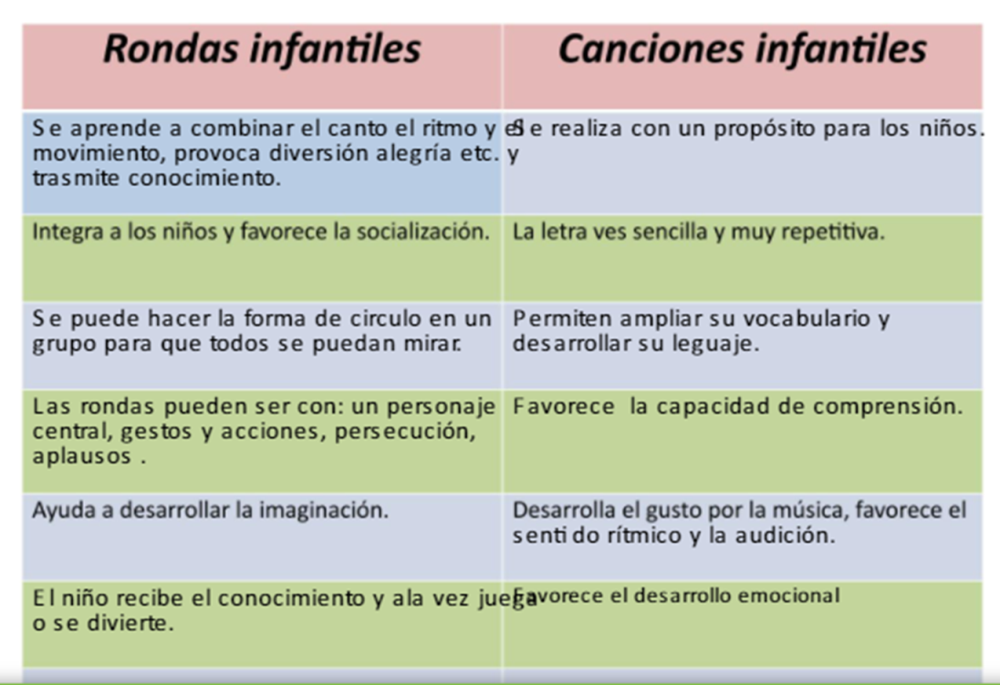 Rondas infantiles
Canciones infantiles
Se aprende a combinar el canto el ritmo y el
movimiento, provoca diversión alegría etc. y
trasmite conocimiento.
Se realiza con un propósito para los niños.
Integra a los niños y favorece la socialización.
La letra ves sencilla y muy repetitiva.
Se puede hacer la forma de circulo en un
grupo para que todos se puedan mirar.
Permiten ampliar su vocabulario y
desarrollar su leguaje.
Las rondas pueden ser con: un personaje
central, gestos y acciones, persecución,
aplausos .
Favorece la capacidad de comprensión.
Ayuda a desarrollar la imaginación.
Desarrolla el gusto por la música, favorece el
sentido rítmico y la audición.
El niño recibe el conocimiento y ala vez juega
o se divierte.
Favorece el desarrollo emocional